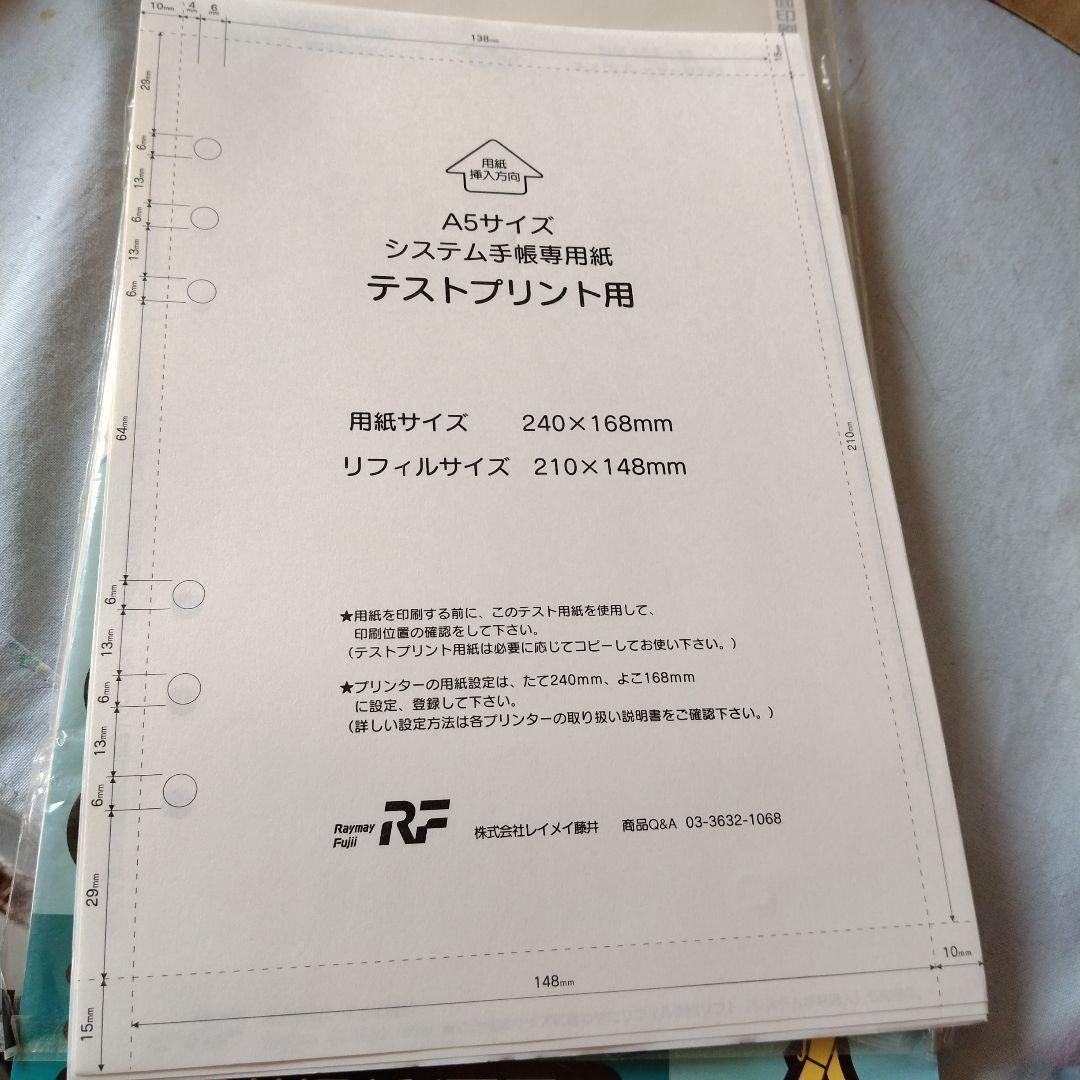 10mm 4mm 6mm
138mm
15mm
29mm
6mm
13mm
6mm
13mm
6mm
用紙
挿入方向
A5サイズ
システム手帳専用紙
テストプリント用
64mm
210mm
用紙サイズ 240×168mm
リフィルサイズ 210×148mm
6mm
13mm
6mm
13mm
6mm
★用紙を印刷する前に、このテスト用紙を使用して、
印刷位置の確認をして下さい。
(テストプリント用紙は必要に応じてコピーしてお使い下さい。)
★プリンターの用紙設定は、たて240mm、よこ168mm
に設定、登録して下さい。
(詳しい設定方法は各プリンターの取り扱い説明書をご確認下さい。)
Raymay
Fujii
RF
株式会社レイメイ藤井 商品Q&A 03-3632-1068
29mm
10mm
148mm
15mm